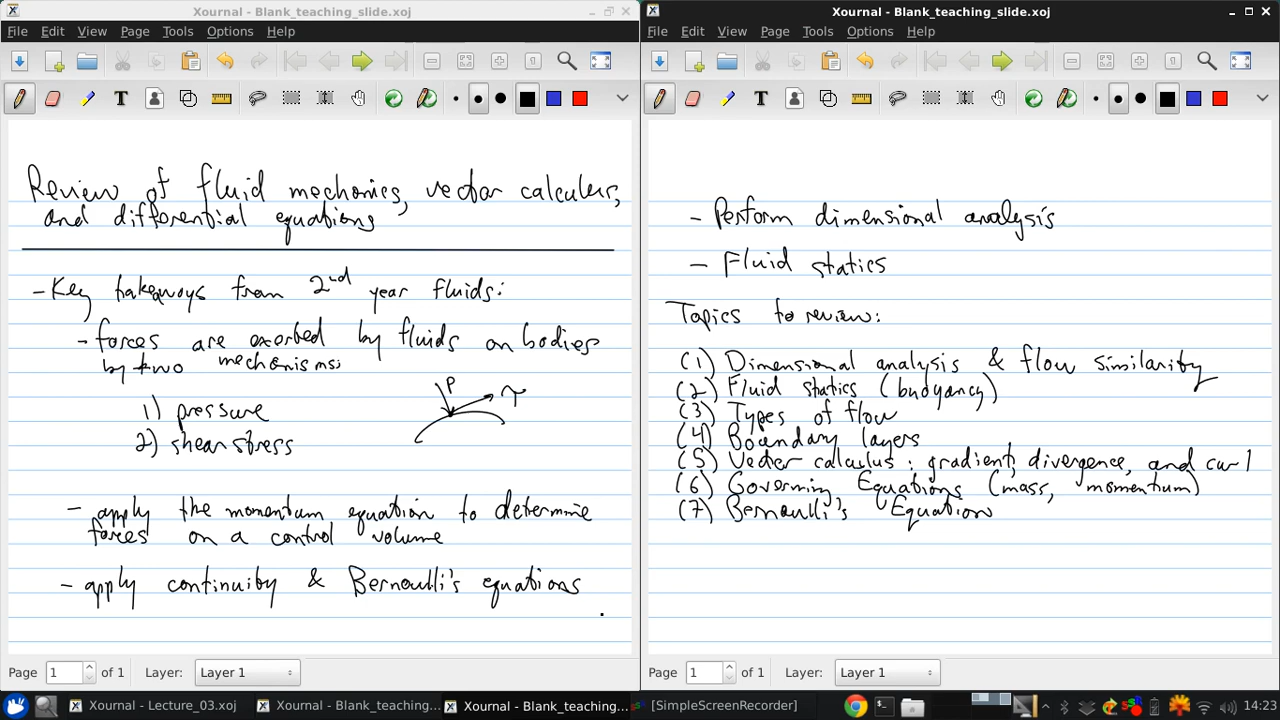 Xournal - Blank_teaching_slide.xoj
File Edit View Page Tools Options Help
Review of fluid mechanics, vector calculus,
and differential equations
- Key takeways from 2nd year fluids:
- forces are exerted by fluids on bodies
by two mechanisms:
P
τ
1) pressure
2) shear stress
- apply the momentum equation to determine
forces on a control volume
- apply continuity & Bernoulli's equations
Page 1 of 1 Layer: Layer 1
Xournal - Blank_teaching_slide.xoj
File Edit View Page Tools Options Help
- Perform dimensional analysis
- Fluid statics
Topics to review:
(1) Dimensional analysis & flow similarity
(2) Fluid statics (buoyancy)
(3) Types of flow
(4) Boundary layers
(5) Vector calculus : gradient, divergence, and curl
(6) Governing Equations (mass, momentum)
(7) Bernoulli's Equation
Page 1 of 1 Layer: Layer 1
Xournal - Lecture_03.xoj Xournal - Blank_teaching... Xournal - Blank_teaching... [SimpleScreenRecorder] 14:23